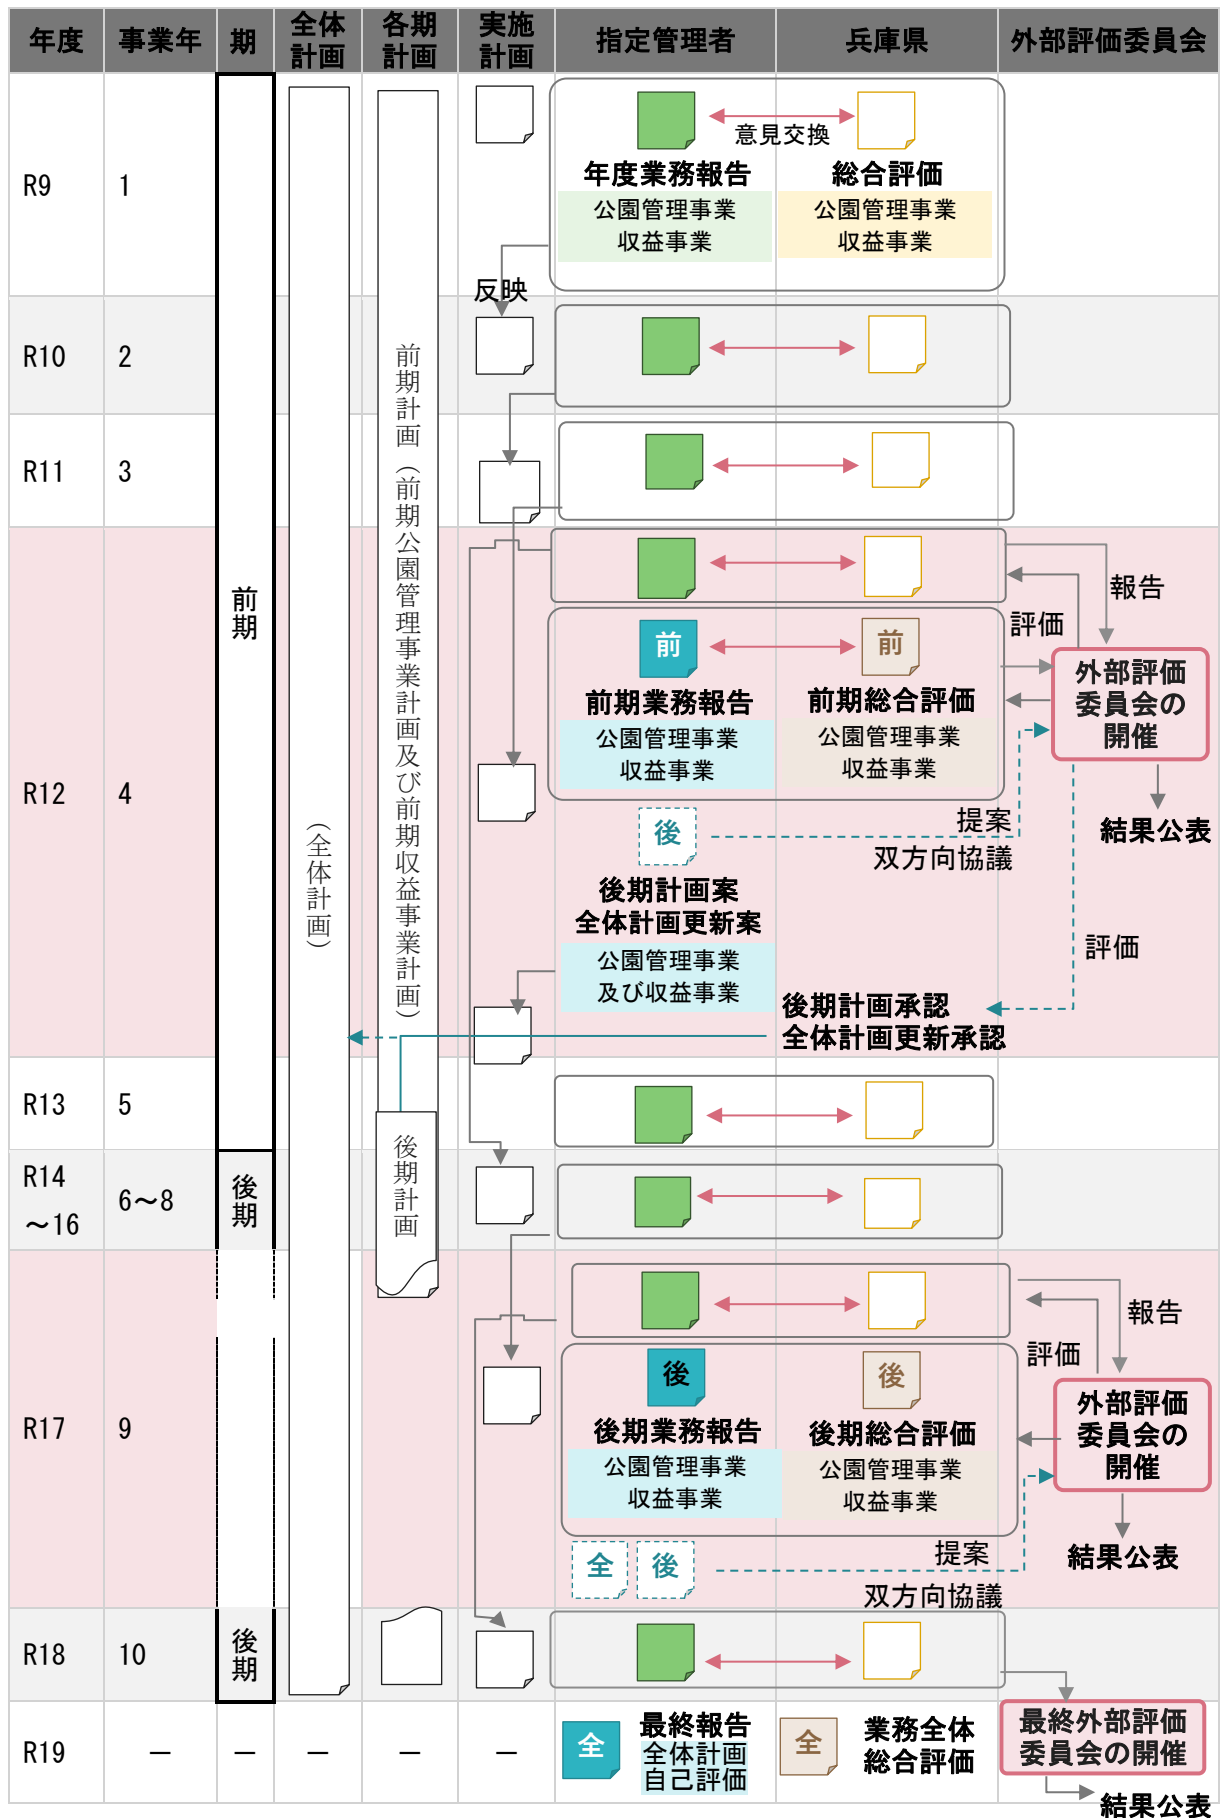 年度
事業年
期
全体
計画
各期
計画
実施
計画
指定管理者
兵庫県
外部評価委員会
R9
1
意見交換
年度業務報告
総合評価
公園管理事業
収益事業
公園管理事業
収益事業
反映
R10
2
R11
3
前期
前期計画（前期公園管理事業計画及び前期収益事業計画）
（全体計画）
R12
4
報告
評価
前
前
前期業務報告
前期総合評価
公園管理事業
収益事業
公園管理事業
収益事業
外部評価
委員会の
開催
結果公表
後
提案
双方向協議
後期計画案
全体計画更新案
公園管理事業
及び収益事業
評価
後期計画承認
全体計画更新承認
R13
5
後期計画
R14
～16
6～8
後期
R17
9
報告
評価
後
後
後期業務報告
後期総合評価
公園管理事業
収益事業
公園管理事業
収益事業
外部評価
委員会の
開催
結果公表
全
後
提案
双方向協議
R18
10
後期
R19
－
－
－
－
－
全
最終報告
全体計画
自己評価
全
業務全体
総合評価
最終外部評価
委員会の開催
結果公表